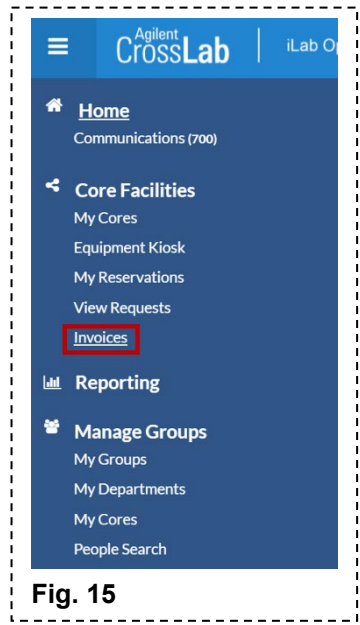 Agilent
CrossLab
iLab Op
Home
Communications (700)
Core Facilities
My Cores
Equipment Kiosk
My Reservations
View Requests
Invoices
Reporting
Manage Groups
My Groups
My Departments
My Cores
People Search
Fig. 15